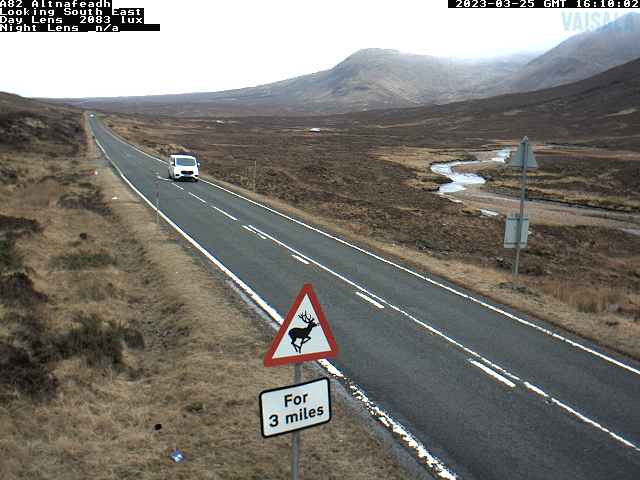 A82 Altnafeadh
Looking South East
Day Lens  2083 lux
Night Lens  n/a
2023-03-25 GMT 16:10:02
VAISALA
For
3 miles